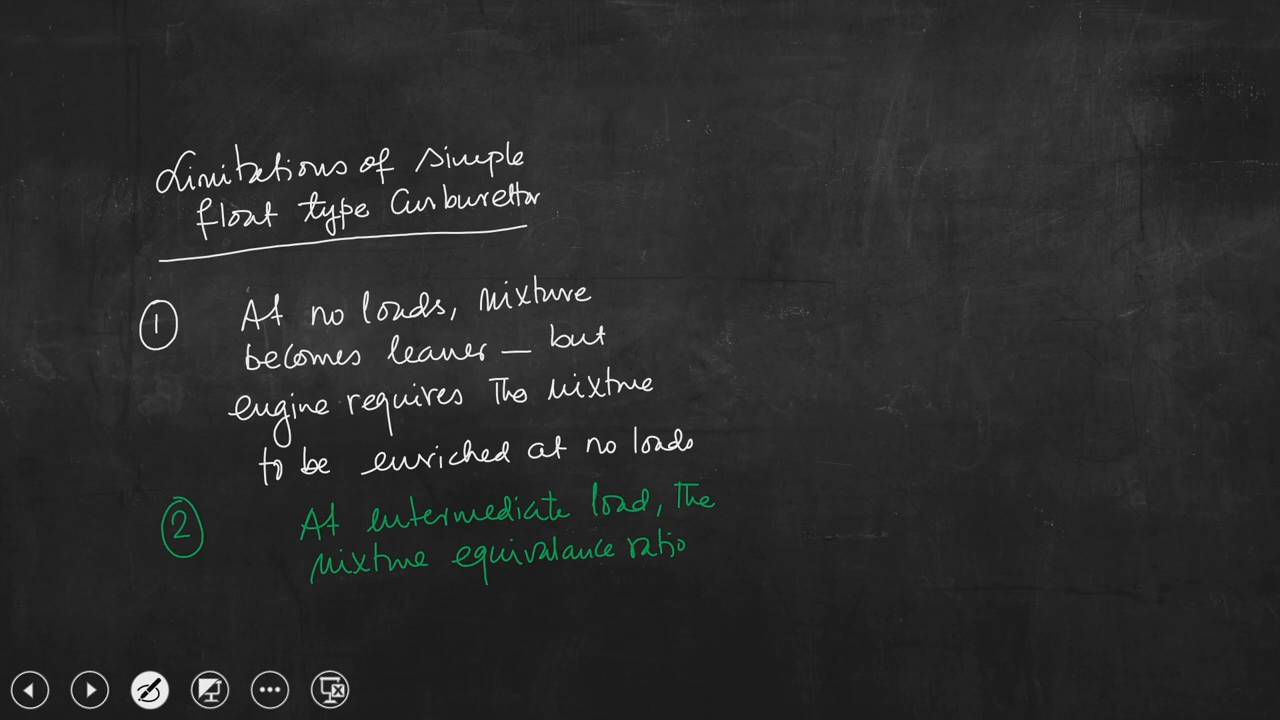 Limitations of simple
float type Carburettor
1 At no loads, mixture
becomes leaner — but
engine requires the mixture
to be enriched at no loads
2 At intermediate load, the
mixture equivalance ratio